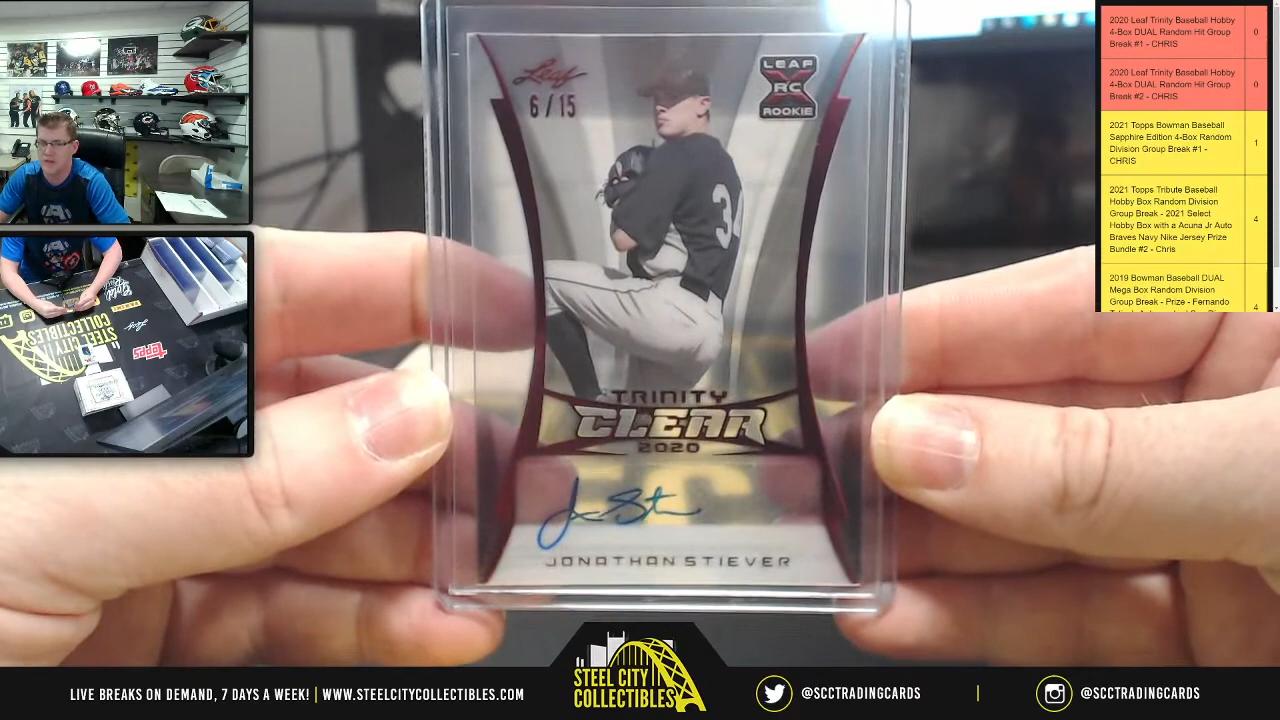 Leaf
6/15
LEAF
RC
ROOKIE
34
TRINITY
CLEAR
2020
JONATHAN STIEVER
2020 Leaf Trinity Baseball Hobby
4-Box DUAL Random Hit Group
Break #1 - CHRIS
0
2020 Leaf Trinity Baseball Hobby
4-Box DUAL Random Hit Group
Break #2 - CHRIS
0
2021 Topps Bowman Baseball
Sapphire Edition 4-Box Random
Division Group Break #1 -
CHRIS
1
2021 Topps Tribute Baseball
Hobby Box Random Division
Group Break - 2021 Select
Hobby Box with a Acuna Jr Auto
Braves Navy Nike Jersey Prize
Bundle #2 - Chris
4
2019 Bowman Baseball DUAL
Mega Box Random Division
Group Break - Prize - Fernando
4
STEEL CITY
COLLECTIBLES
topps
STEEL CITY
COLLECTIBLES
LIVE BREAKS ON DEMAND, 7 DAYS A WEEK! | WWW.STEELCITYCOLLECTIBLES.COM
@SCCTRADINGCARDS
|
@SCCTRADINGCARDS